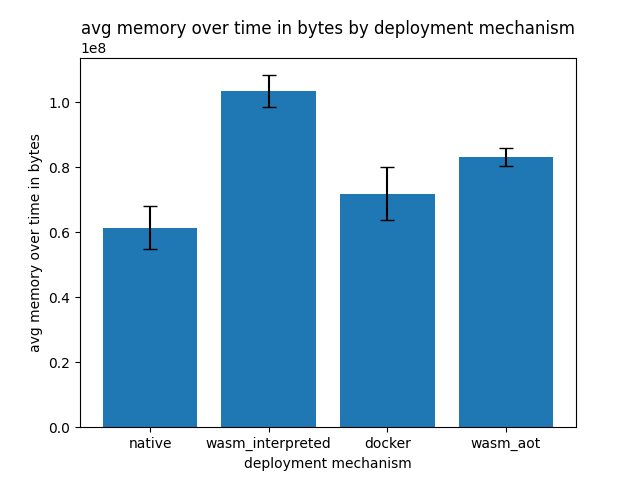 avg memory over time in bytes by deployment mechanism
1e8
1.0
0.8
0.6
0.4
0.2
0.0
avg memory over time in bytes
native wasm_interpreted docker wasm_aot
deployment mechanism